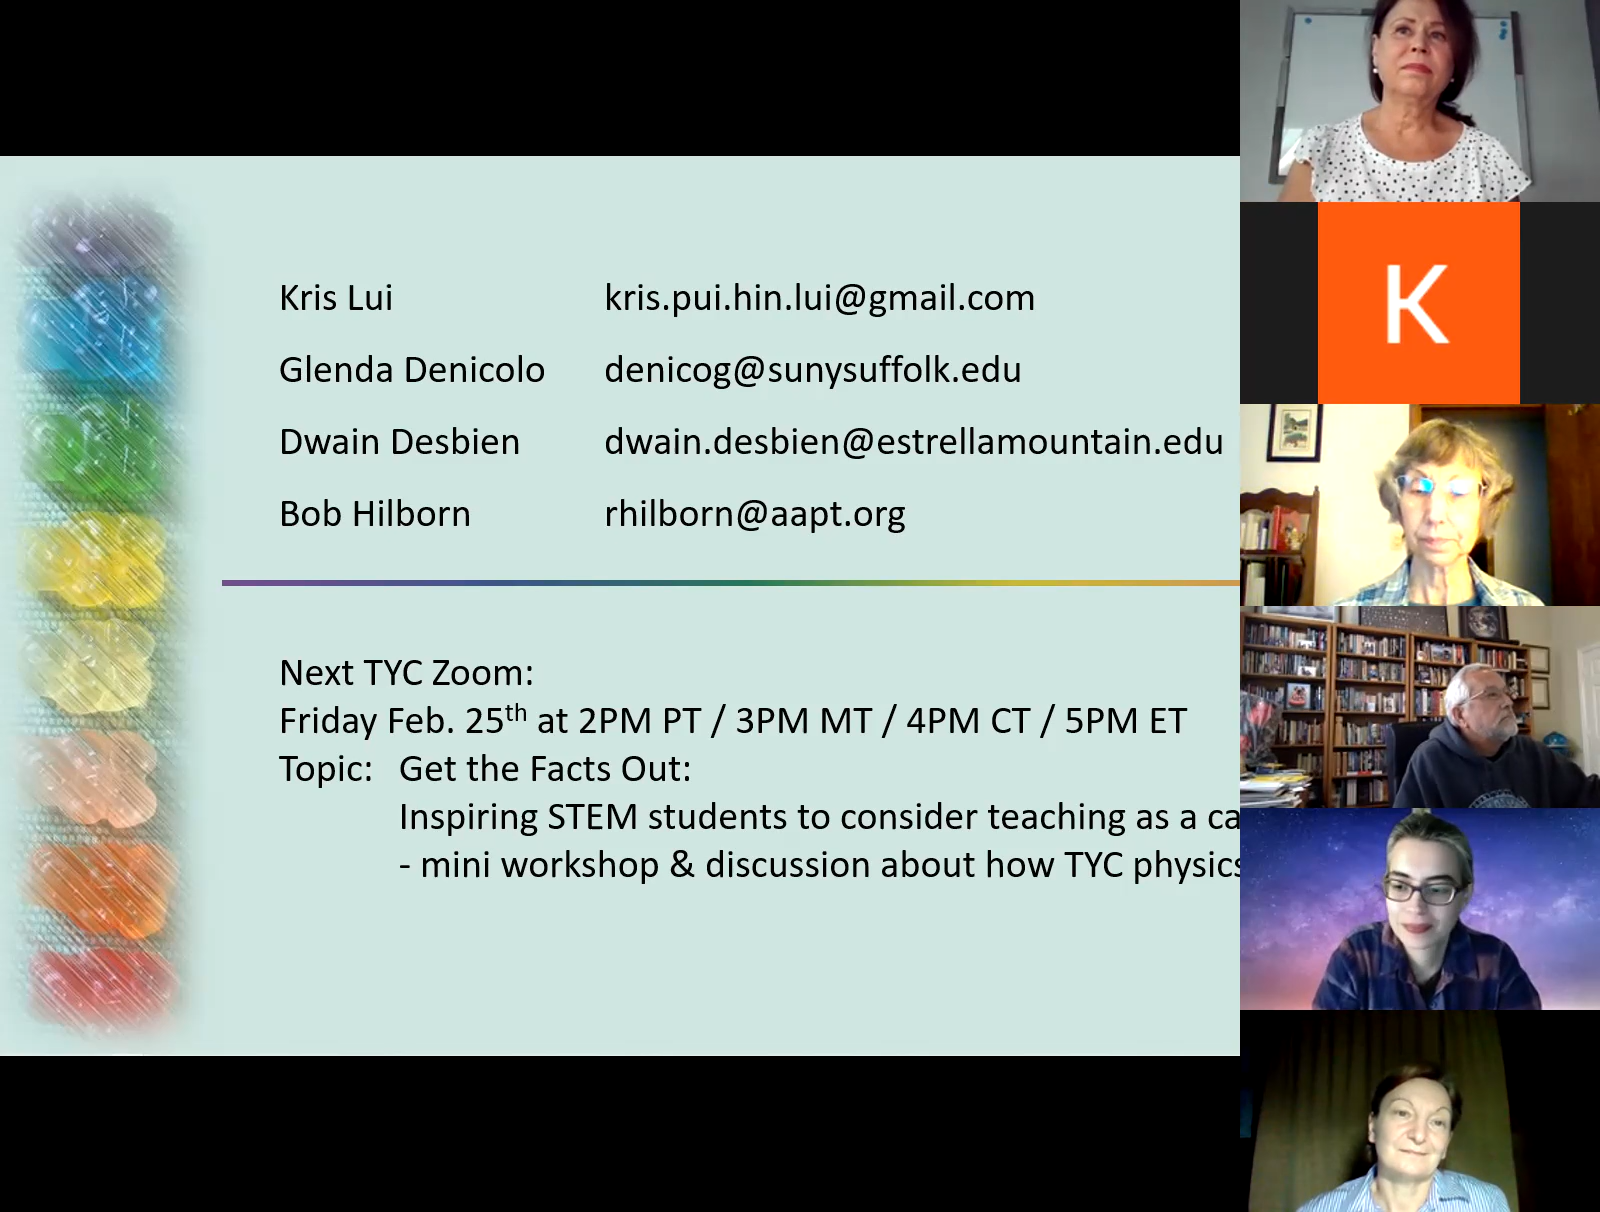 Kris Lui kris.pui.hin.lui@gmail.com
Glenda Denicolo denicog@sunysuffolk.edu
Dwain Desbien dwain.desbien@estrellamountain.edu
Bob Hilborn rhilborn@aapt.org
Next TYC Zoom:
Friday Feb. 25th at 2PM PT / 3PM MT / 4PM CT / 5PM ET
Topic: Get the Facts Out:
Inspiring STEM students to consider teaching as a ca
- mini workshop & discussion about how TYC physics
K